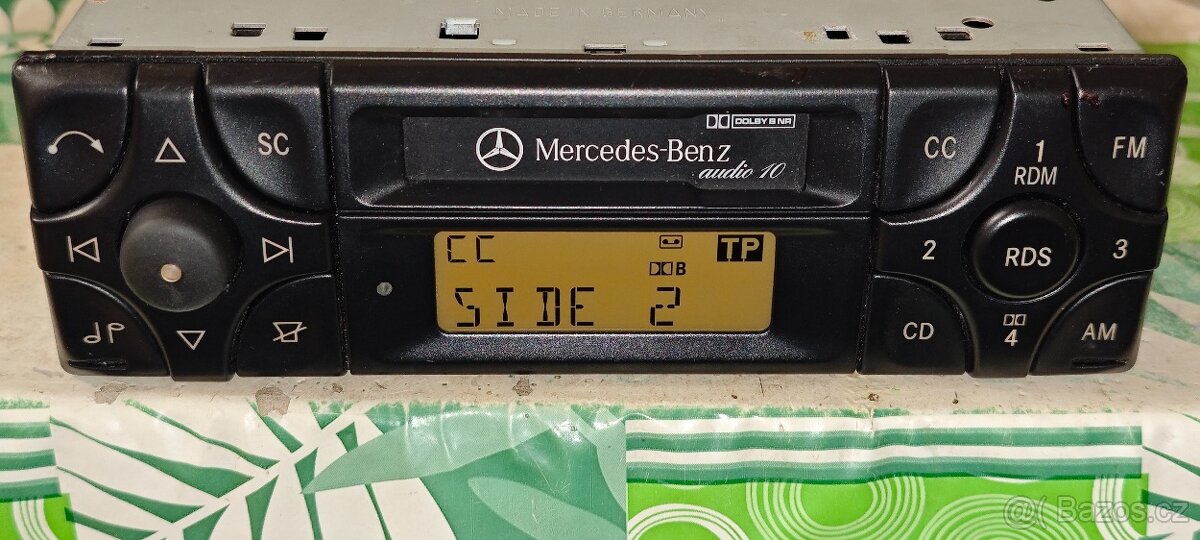 MADE IN GERMANY
DOLBY B NR
Mercedes-Benz
audio 10
SC
CC
1
RDM
FM
2
RDS
3
CD
4
AM
CC
TP
B
SIDE 2
@( Bazos.cz